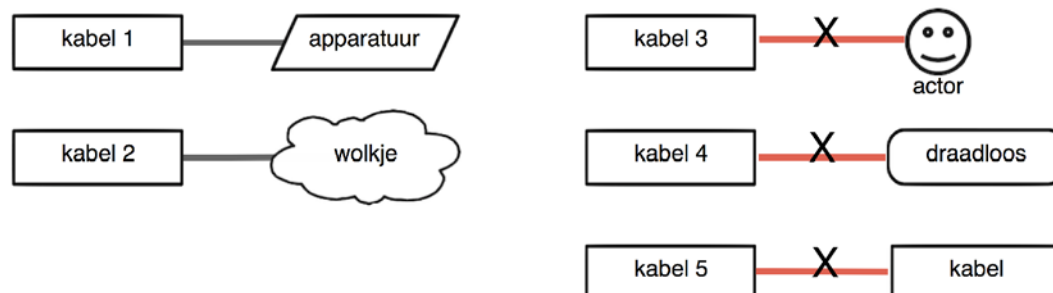 kabel 1
apparatuur
kabel 2
wolkje
kabel 3
X
actor
kabel 4
X
draadloos
kabel 5
X
kabel